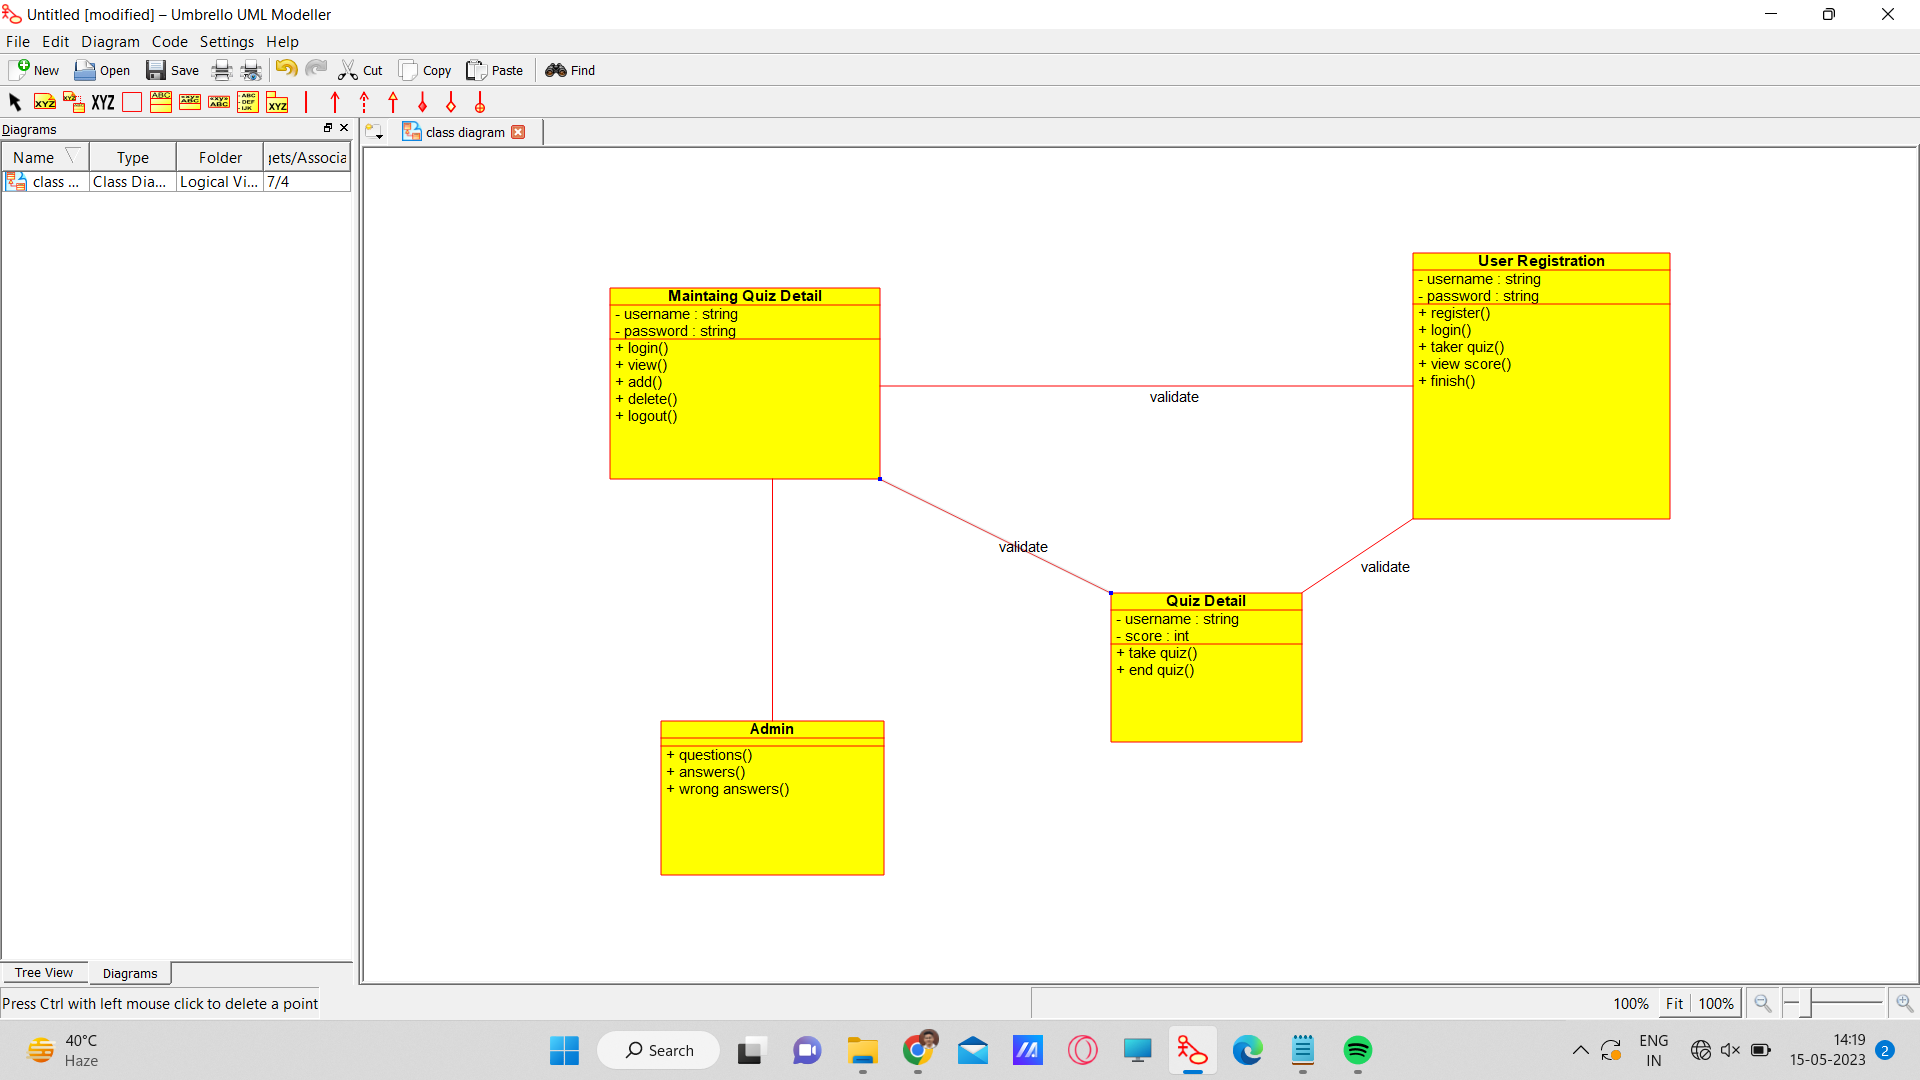 Untitled [modified] – Umbrello UML Modeller
File Edit Diagram Code Settings Help
New Open Save Cut Copy Paste Find
XYZ XYZ XYZ ABC XYZ
Diagrams
class diagram
Name Type Folder gets/Associa
class ... Class Dia... Logical Vi... 7/4
User Registration
- username : string
- password : string
+ register()
+ login()
+ taker quiz()
+ view score()
+ finish()
Maintaing Quiz Detail
- username : string
- password : string
+ login()
+ view()
+ add()
+ delete()
+ logout()
validate
validate
validate
Quiz Detail
- username : string
- score : int
+ take quiz()
+ end quiz()
Admin
+ questions()
+ answers()
+ wrong answers()
Tree View Diagrams
Press Ctrl with left mouse click to delete a point
100% Fit 100%
40°C
Haze
Search
ENG
IN
14:19
15-05-2023
2